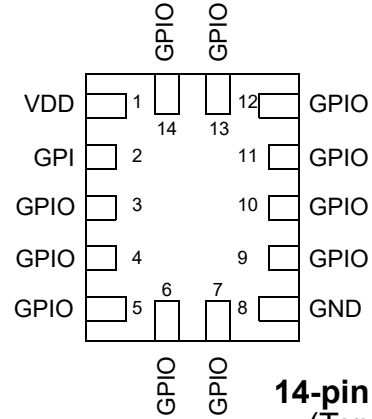 GPIO GPIO
VDD 1 14 13 12 GPIO
GPI 2 11 GPIO
GPIO 3 10 GPIO
GPIO 4 9 GPIO
GPIO 5 6 7 8 GND
GPIO GPIO
14-pin